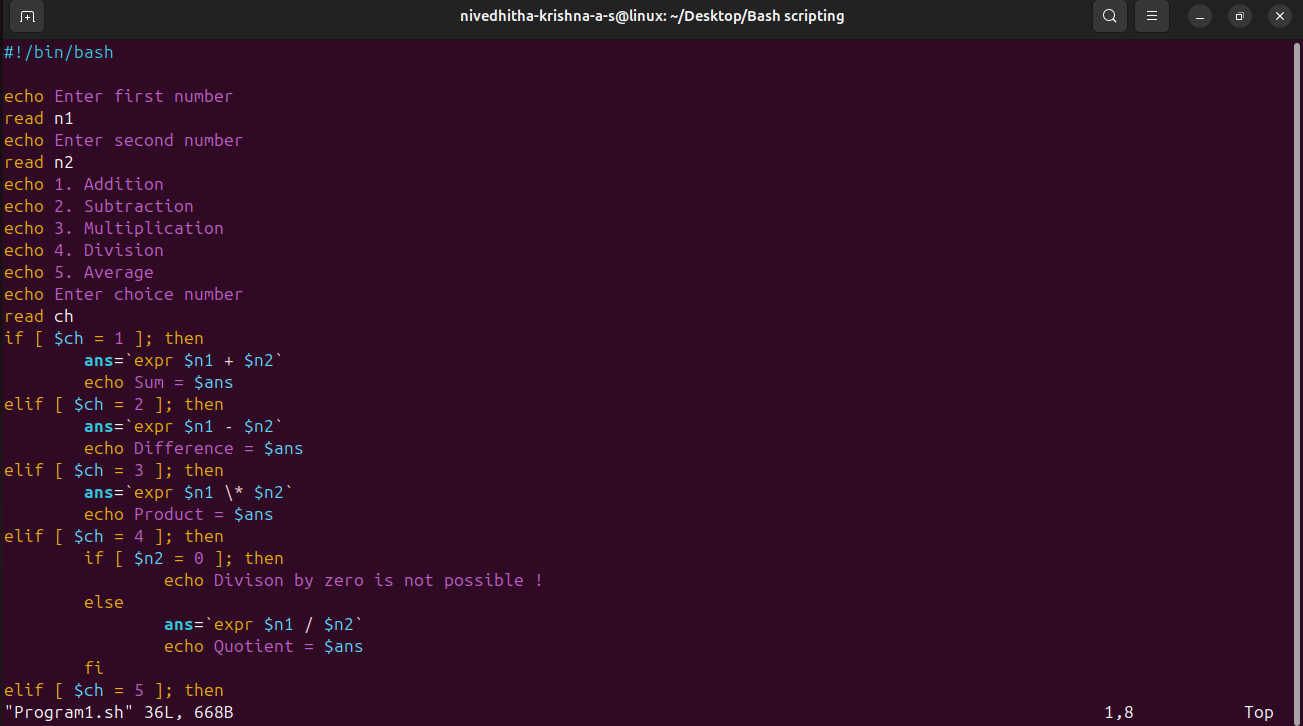 nivedhitha-krishna-a-s@linux: ~/Desktop/Bash scripting
#!/bin/bash

echo Enter first number
read n1
echo Enter second number
read n2
echo 1. Addition
echo 2. Subtraction
echo 3. Multiplication
echo 4. Division
echo 5. Average
echo Enter choice number
read ch
if [ $ch = 1 ]; then
        ans=`expr $n1 + $n2`
        echo Sum = $ans
elif [ $ch = 2 ]; then
        ans=`expr $n1 - $n2`
        echo Difference = $ans
elif [ $ch = 3 ]; then
        ans=`expr $n1 \* $n2`
        echo Product = $ans
elif [ $ch = 4 ]; then
        if [ $n2 = 0 ]; then
                echo Divison by zero is not possible !
        else
                ans=`expr $n1 / $n2`
                echo Quotient = $ans
        fi
elif [ $ch = 5 ]; then
"Program1.sh" 36L, 668B 1,8 Top